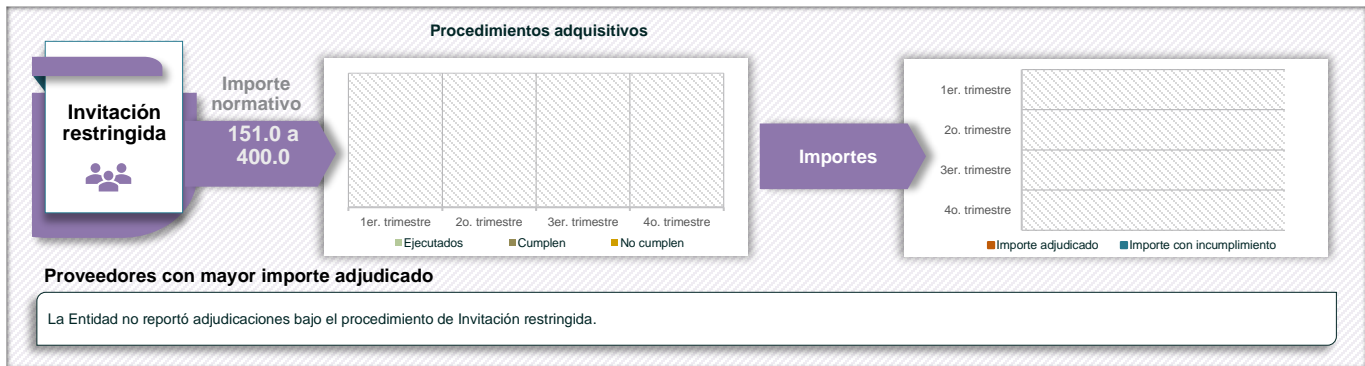 Procedimientos adquisitivos
Invitación
restringida
Importe
normativo
151.0 a
400.0
1er. trimestre 2o. trimestre 3er. trimestre 4o. trimestre
Ejecutados Cumplen No cumplen
Importes
1er. trimestre
2o. trimestre
3er. trimestre
4o. trimestre
Importe adjudicado Importe con incumplimiento
Proveedores con mayor importe adjudicado
La Entidad no reportó adjudicaciones bajo el procedimiento de Invitación restringida.